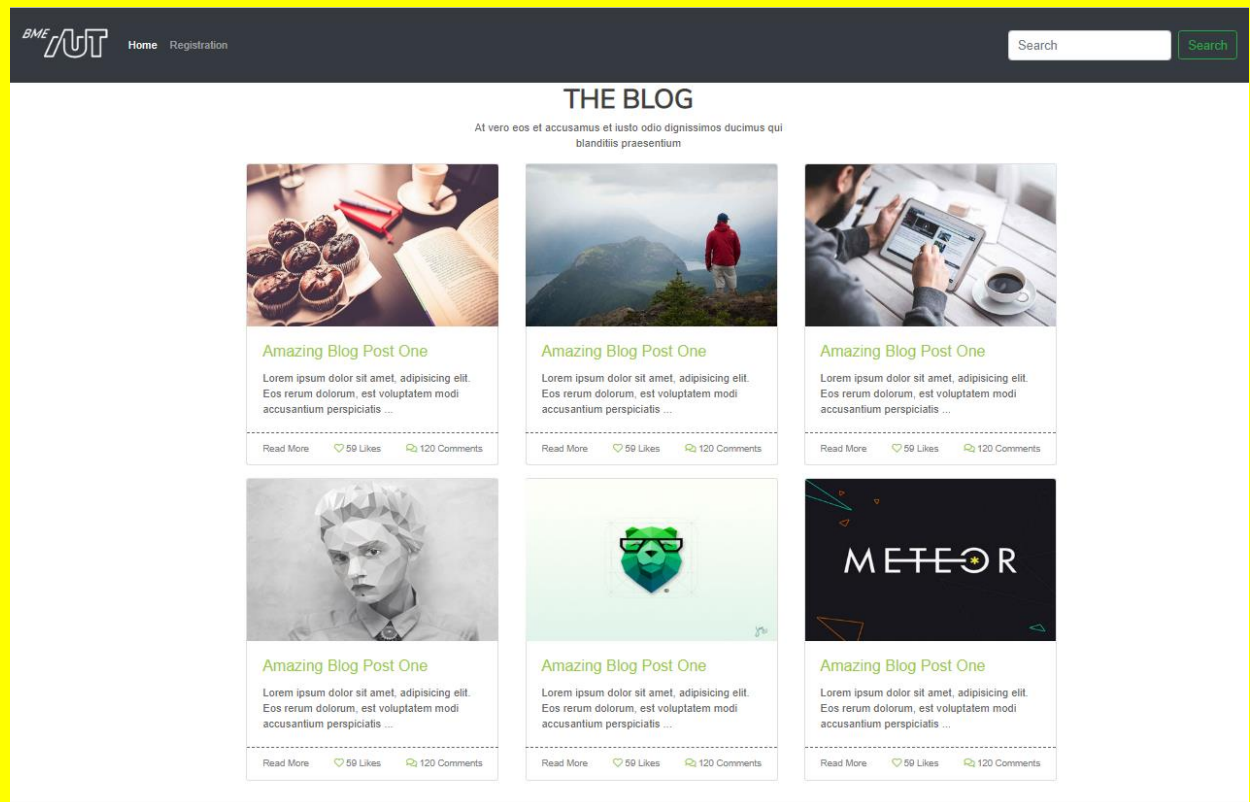 BME AUT
Home Registration
Search
Search
THE BLOG
At vero eos et accusamus et iusto odio dignissimos ducimus qui
blanditiis praesentium
Amazing Blog Post One
Lorem ipsum dolor sit amet, adipisicing elit.
Eos rerum dolorum, est voluptatem modi
accusantium perspiciatis ...
Read More 59 Likes 120 Comments
Amazing Blog Post One
Lorem ipsum dolor sit amet, adipisicing elit.
Eos rerum dolorum, est voluptatem modi
accusantium perspiciatis ...
Read More 59 Likes 120 Comments
Amazing Blog Post One
Lorem ipsum dolor sit amet, adipisicing elit.
Eos rerum dolorum, est voluptatem modi
accusantium perspiciatis ...
Read More 59 Likes 120 Comments
METEOR
Amazing Blog Post One
Lorem ipsum dolor sit amet, adipisicing elit.
Eos rerum dolorum, est voluptatem modi
accusantium perspiciatis ...
Read More 59 Likes 120 Comments
Amazing Blog Post One
Lorem ipsum dolor sit amet, adipisicing elit.
Eos rerum dolorum, est voluptatem modi
accusantium perspiciatis ...
Read More 59 Likes 120 Comments
Amazing Blog Post One
Lorem ipsum dolor sit amet, adipisicing elit.
Eos rerum dolorum, est voluptatem modi
accusantium perspiciatis ...
Read More 59 Likes 120 Comments